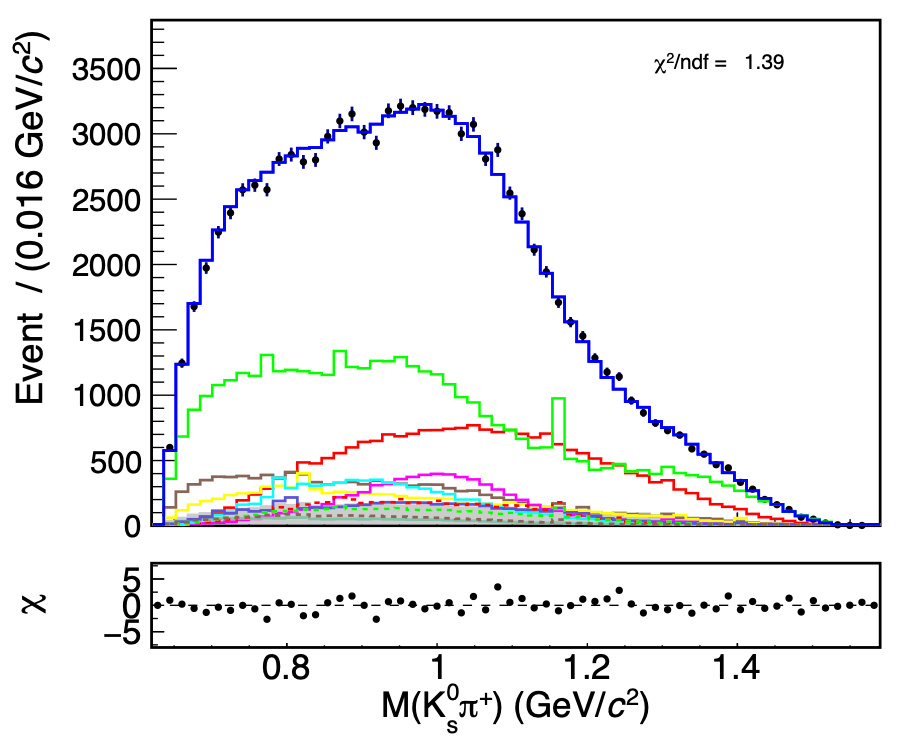 χ²/ndf = 1.39
Event / (0.016 GeV/c²)
3500
3000
2500
2000
1500
1000
500
0
χ
5
0
−5
0.8 1 1.2 1.4
M(K⁰ₛπ⁺) (GeV/c²)